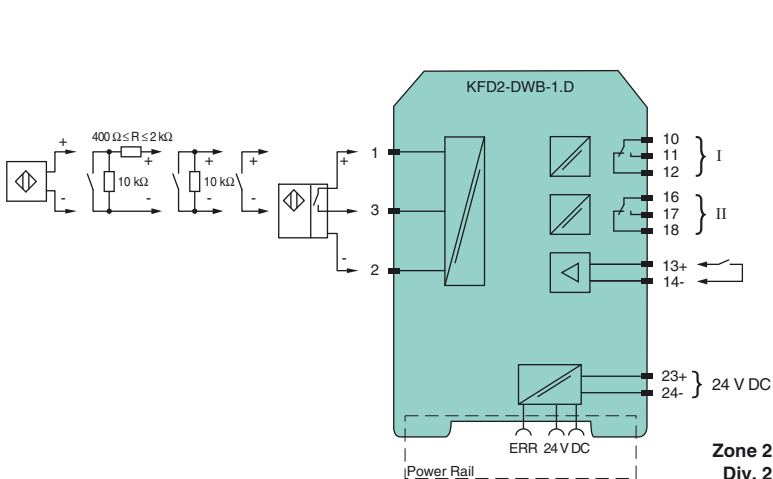 KFD2-DWB-1.D
400 Ω ≤ R ≤ 2 kΩ
+
-
10 kΩ
+
-
10 kΩ
+
-
+
-
+
-
1
3
2
10
11
12
I
16
17
18
II
13+
14-
23+
24-
24 V DC
ERR 24 V DC
Power Rail
Zone 2
Div. 2